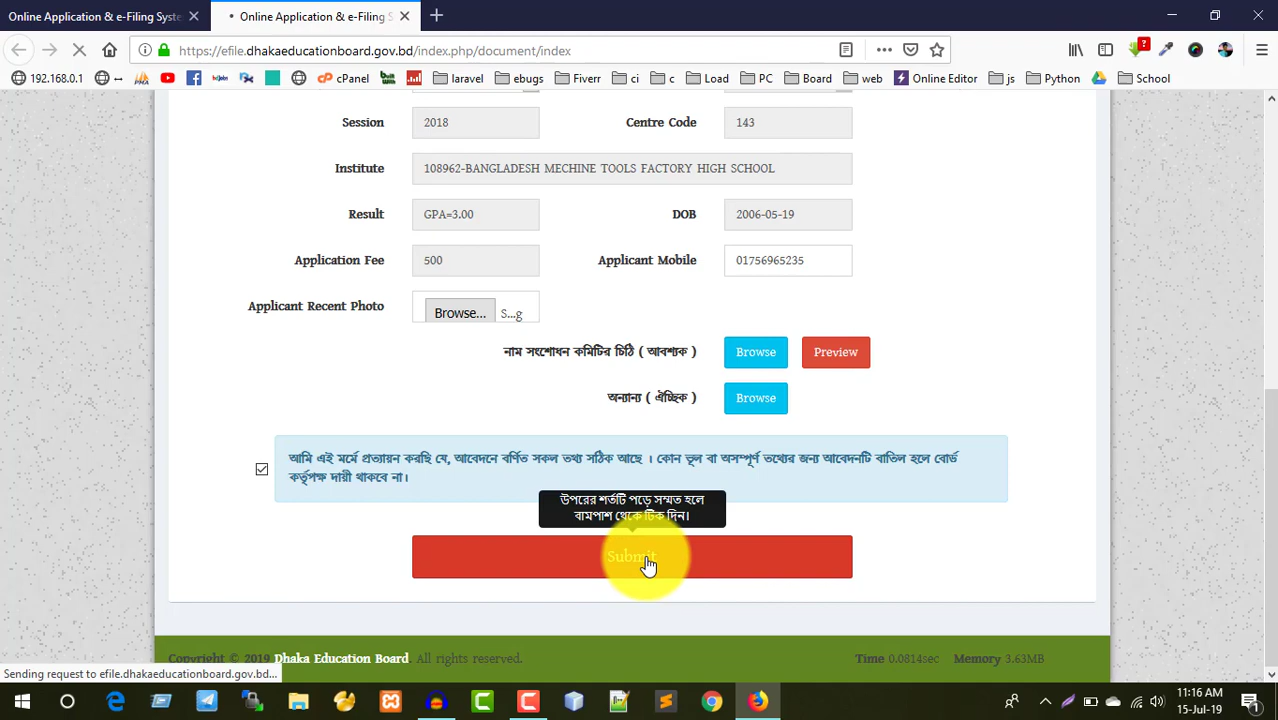 Online Application & e-Filing Syste
Online Application & e-Filing S
https://efile.dhakaeducationboard.gov.bd/index.php/document/index
192.168.0.1
cPanel
laravel
ebugs
Fiverr
ci
c
Load
PC
Board
web
Online Editor
js
Python
School
Session 2018 Centre Code 143
Institute 108962-BANGLADESH MECHINE TOOLS FACTORY HIGH SCHOOL
Result GPA=3.00 DOB 2006-05-19
Application Fee 500 Applicant Mobile 01756965235
Applicant Recent Photo Browse... S...g
নাম সংশোধন কমিটির চিঠি ( আবশ্যক ) Browse Preview
অন্যান্য ( ঐচ্ছিক ) Browse
আমি এই মর্মে প্রত্যায়ন করছি যে, আবেদনে বর্ণিত সকল তথ্য সঠিক আছে । কোন ভুল বা অসম্পূর্ণ তথ্যের জন্য আবেদনটি বাতিল হলে বোর্ড
কর্তৃপক্ষ দায়ী থাকবে না।
উপরের শর্তটি পড়ে সম্মত হলে
বামপাশ থেকে টিক দিন।
Submit
Copyright © 2019 Dhaka Education Board. All rights reserved. Time 0.0814sec Memory 3.63MB
Sending request to efile.dhakaeducationboard.gov.bd...
11:16 AM
15-Jul-19